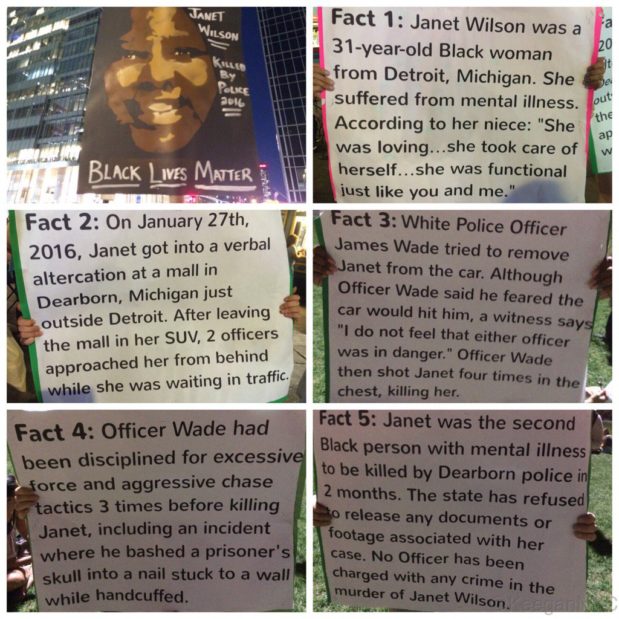 JANET
WILSON
KILLED
BY
POLICE
2016
BLACK LIVES MATTER
Fact 1: Janet Wilson was a
31-year-old Black woman
from Detroit, Michigan. She
suffered from mental illness.
According to her niece: "She
was loving...she took care of
herself...she was functional
just like you and me."
Fact 2: On January 27th,
2016, Janet got into a verbal
altercation at a mall in
Dearborn, Michigan just
outside Detroit. After leaving
the mall in her SUV, 2 officers
approached her from behind
while she was waiting in traffic.
Fact 3: White Police Officer
James Wade tried to remove
Janet from the car. Although
Officer Wade said he feared the
car would hit him, a witness says
"I do not feel that either officer
was in danger." Officer Wade
then shot Janet four times in the
chest, killing her.
Fact 4: Officer Wade had
been disciplined for excessive
force and aggressive chase
tactics 3 times before killing
Janet, including an incident
where he bashed a prisoner's
skull into a nail stuck to a wall
while handcuffed.
Fact 5: Janet was the second
Black person with mental illness
to be killed by Dearborn police in
2 months. The state has refused
to release any documents or
footage associated with her
case. No Officer has been
charged with any crime in the
murder of Janet Wilson.